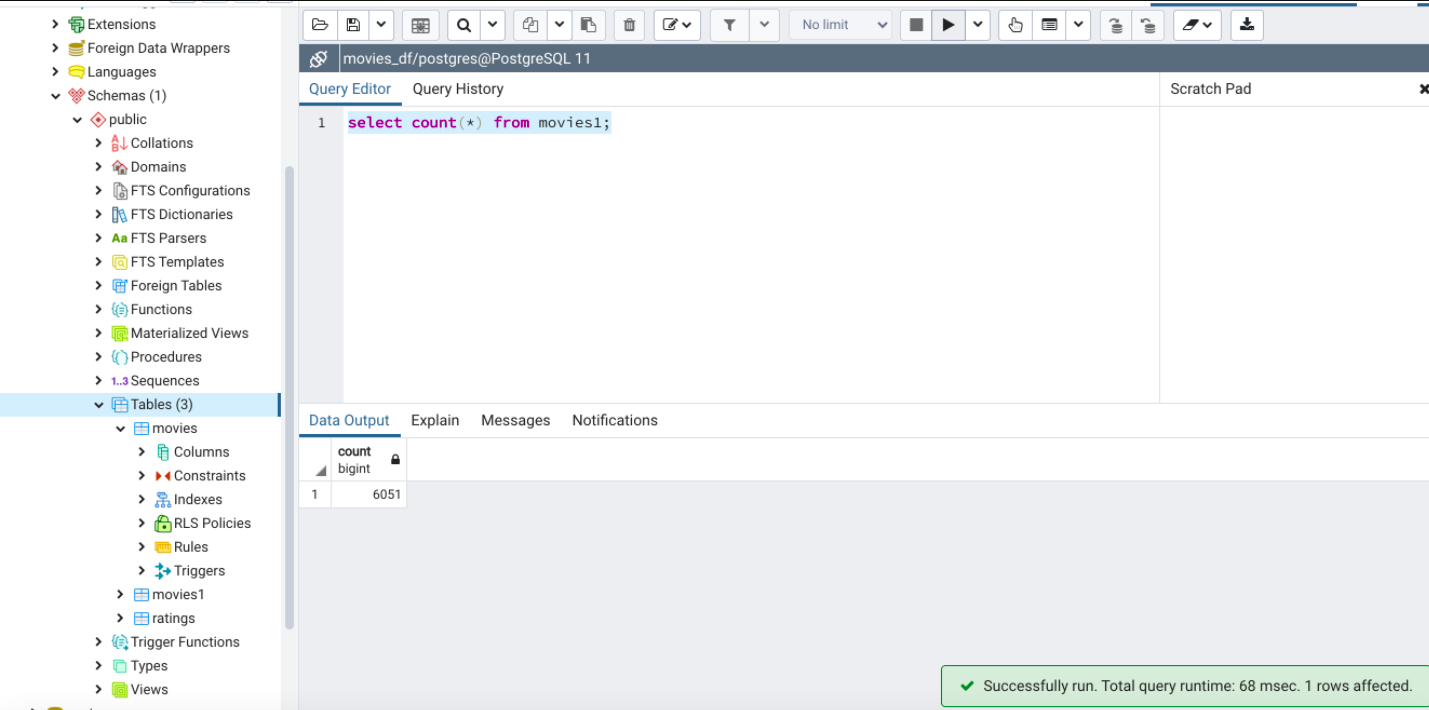 Extensions
Foreign Data Wrappers
Languages
Schemas (1)
public
Collations
Domains
FTS Configurations
FTS Dictionaries
Aa FTS Parsers
FTS Templates
Foreign Tables
Functions
Materialized Views
Procedures
1..3 Sequences
Tables (3)
movies
Columns
Constraints
Indexes
RLS Policies
Rules
Triggers
movies1
ratings
Trigger Functions
Types
Views
No limit
movies_df/postgres@PostgreSQL 11
Query Editor Query History
Scratch Pad
1 select count(*) from movies1;
Data Output Explain Messages Notifications
count
bigint
1 6051
Successfully run. Total query runtime: 68 msec. 1 rows affected.